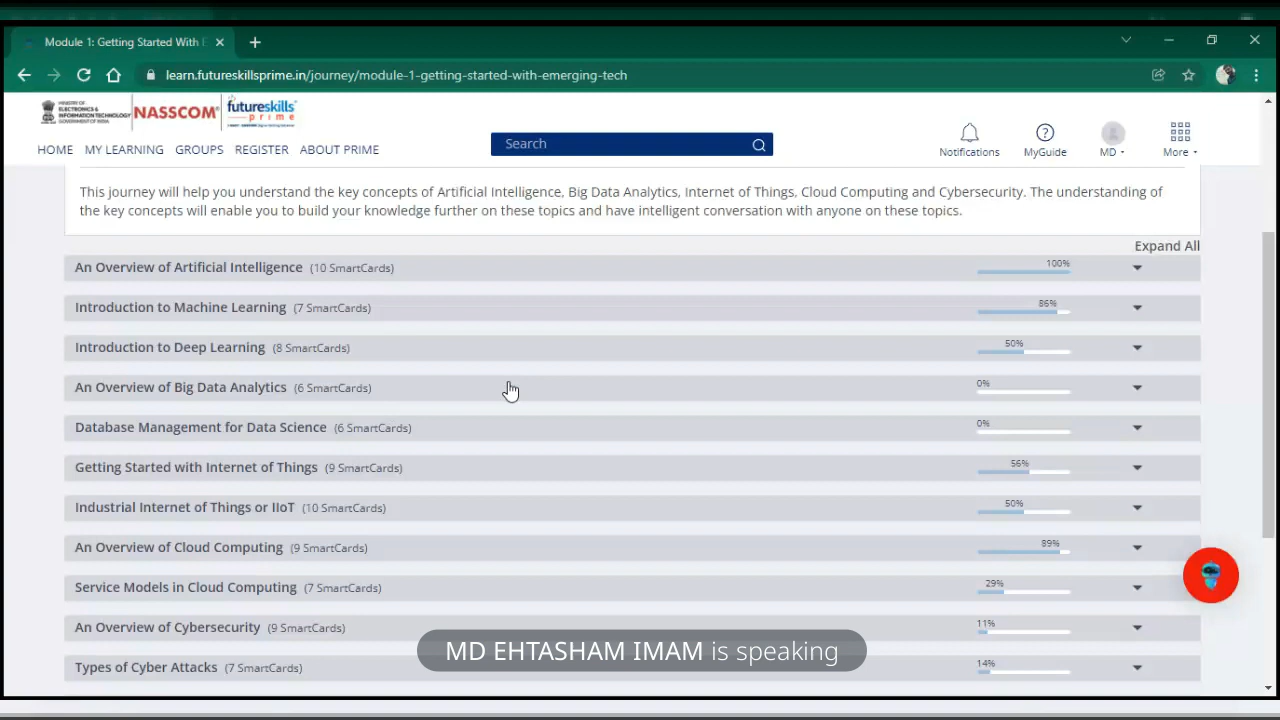 Module 1: Getting Started With E
learn.futureskillsprime.in/journey/module-1-getting-started-with-emerging-tech
MINISTRY OF
ELECTRONICS &
INFORMATION TECHNOLOGY
GOVERNMENT OF INDIA
NASSCOM®
futureskills
prime
HOME MY LEARNING GROUPS REGISTER ABOUT PRIME
Search
Notifications MyGuide MD More
This journey will help you understand the key concepts of Artificial Intelligence, Big Data Analytics, Internet of Things, Cloud Computing and Cybersecurity. The understanding of
the key concepts will enable you to build your knowledge further on these topics and have intelligent conversation with anyone on these topics.
Expand All
An Overview of Artificial Intelligence (10 SmartCards) 100%
Introduction to Machine Learning (7 SmartCards) 86%
Introduction to Deep Learning (8 SmartCards) 50%
An Overview of Big Data Analytics (6 SmartCards) 0%
Database Management for Data Science (6 SmartCards) 0%
Getting Started with Internet of Things (9 SmartCards) 56%
Industrial Internet of Things or IIoT (10 SmartCards) 50%
An Overview of Cloud Computing (9 SmartCards) 89%
Service Models in Cloud Computing (7 SmartCards) 29%
An Overview of Cybersecurity (9 SmartCards) 11%
MD EHTASHAM IMAM is speaking
Types of Cyber Attacks (7 SmartCards) 14%